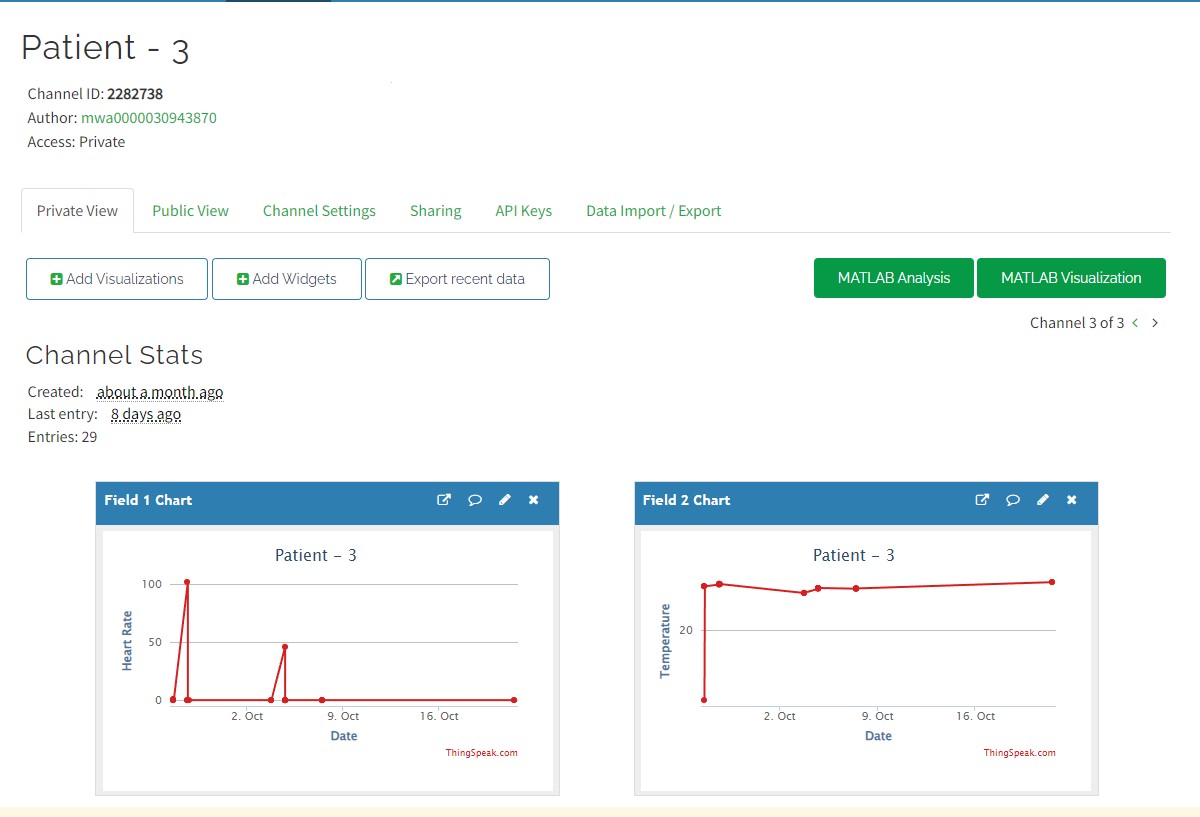 Patient - 3
Channel ID: 2282738
Author: mwa0000030943870
Access: Private
Private View Public View Channel Settings Sharing API Keys Data Import / Export
Add Visualizations Add Widgets Export recent data MATLAB Analysis MATLAB Visualization
Channel 3 of 3 < >
Channel Stats
Created: about a month ago
Last entry: 8 days ago
Entries: 29
Field 1 Chart
Patient – 3
Heart Rate
100
50
0
2. Oct 9. Oct 16. Oct
Date
ThingSpeak.com
Field 2 Chart
Patient – 3
Temperature
20
2. Oct 9. Oct 16. Oct
Date
ThingSpeak.com